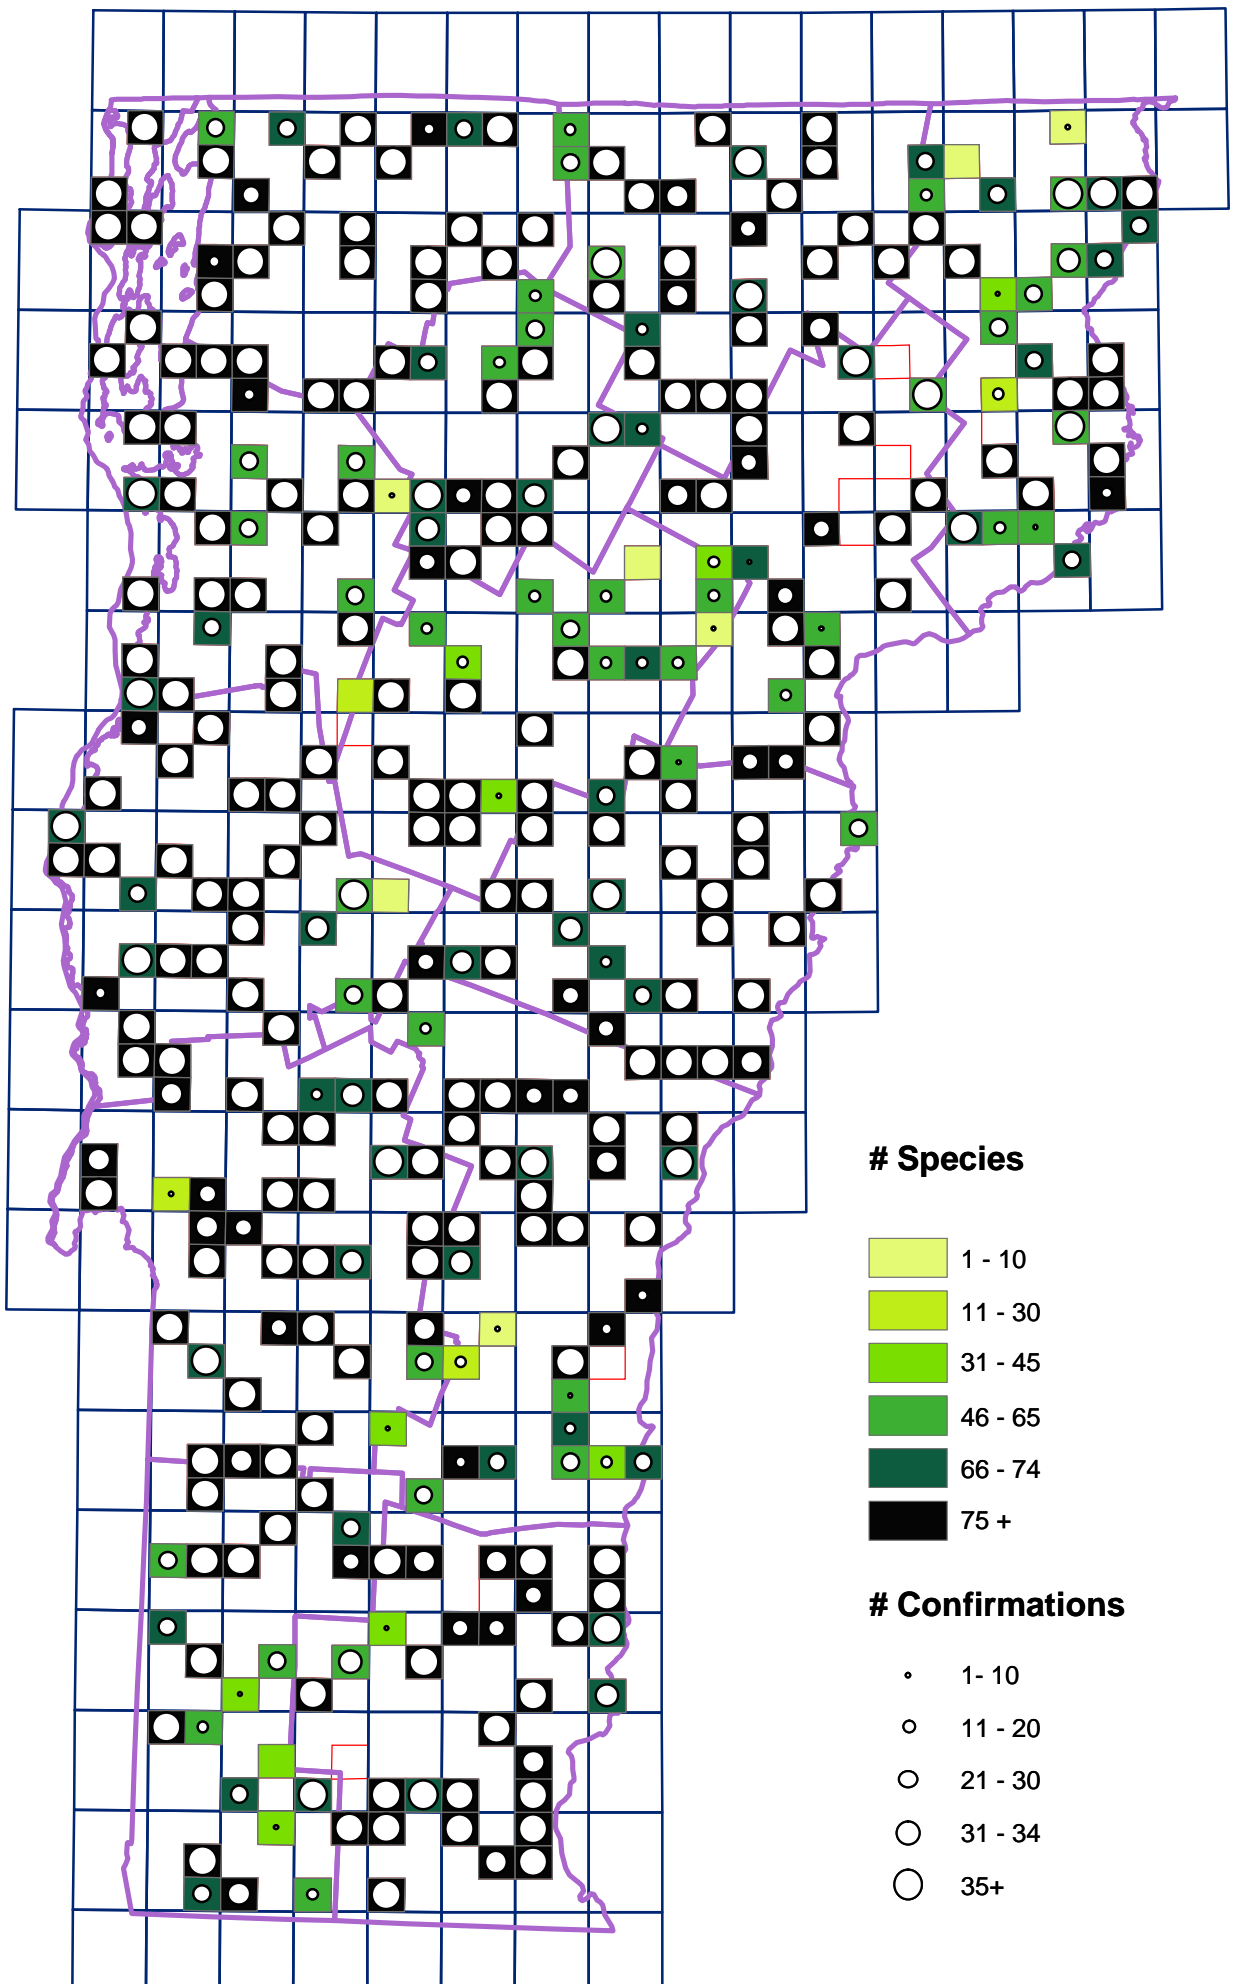 # Species
1 - 10
11 - 30
31 - 45
46 - 65
66 - 74
75 +
# Confirmations
1- 10
11 - 20
21 - 30
31 - 34
35+